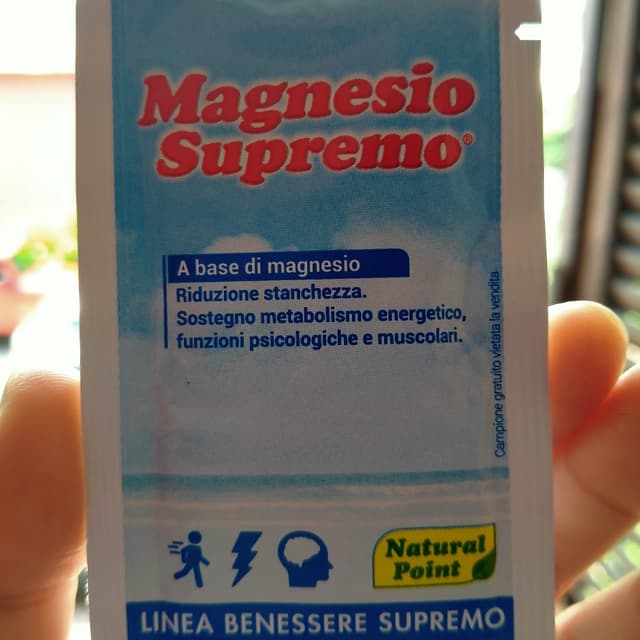 Magnesio
Supremo®
A base di magnesio
Riduzione stanchezza.
Sostegno metabolismo energetico,
funzioni psicologiche e muscolari.
Campione gratuito vietata la vendita
Natural
Point
LINEA BENESSERE SUPREMO